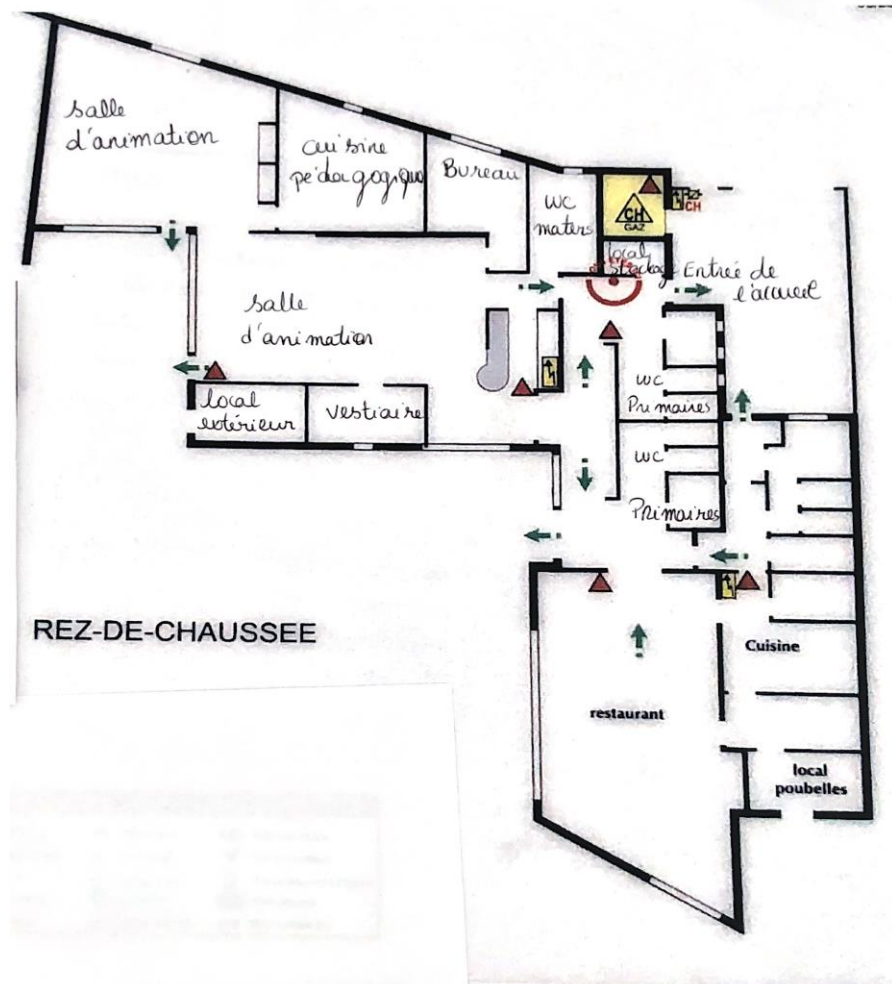 salle
d'animation
cuisine
pédagogique
Bureau
WC
maters
CH
GAZ
CH
local
Stockage
Entrée de
l'accueil
salle
d'animation
local
extérieur
vestiaire
WC
Primaires
WC
Primaires
REZ-DE-CHAUSSEE
Cuisine
restaurant
local
poubelles